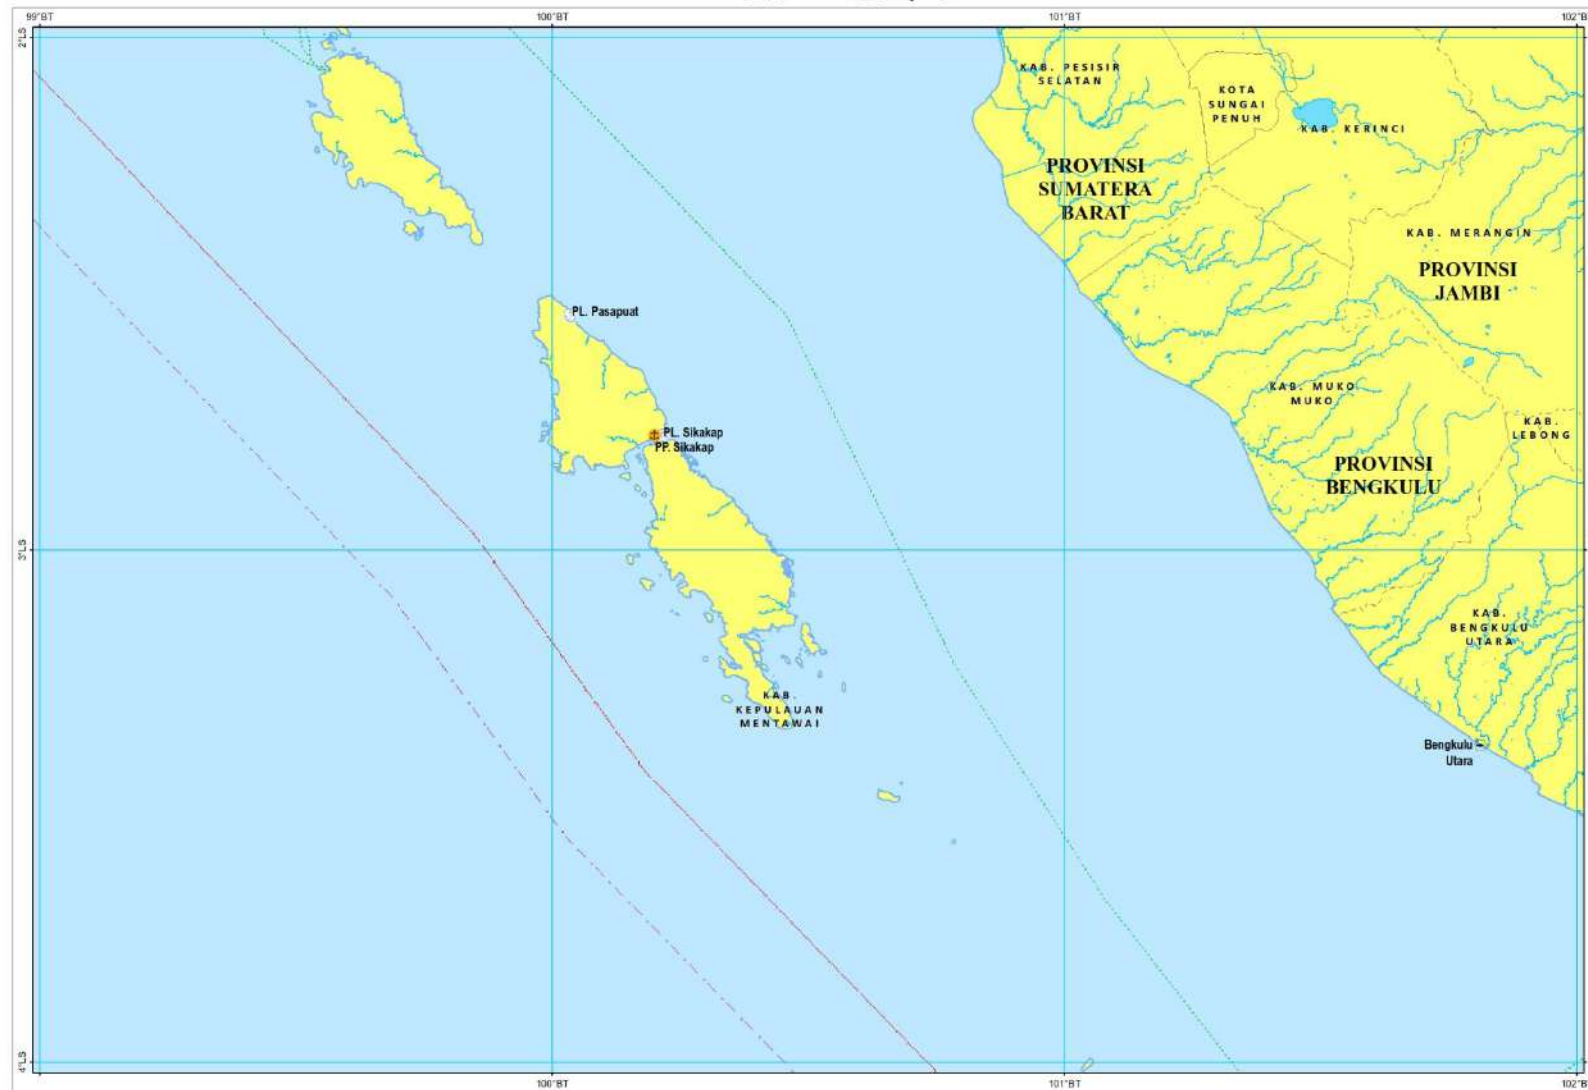 99°BT
100°BT
101°BT
102°B
2°LS
KAB. PESISIR
SELATAN
KOTA
SUNGAI
PENUH
KAB. KERINCI
PROVINSI
SUMATERA
BARAT
KAB. MERANGIN
PROVINSI
JAMBI
PL. Pasapuat
KAB. MUKO
MUKO
PL. Sikakap
PP. Sikakap
KAB.
LEBONG
PROVINSI
BENGKULU
3°LS
KAB.
BENGKULU
UTARA
KAB.
KEPULAUAN
MENTAWAI
Bengkulu
Utara
4°LS
100°BT
101°BT
102°B